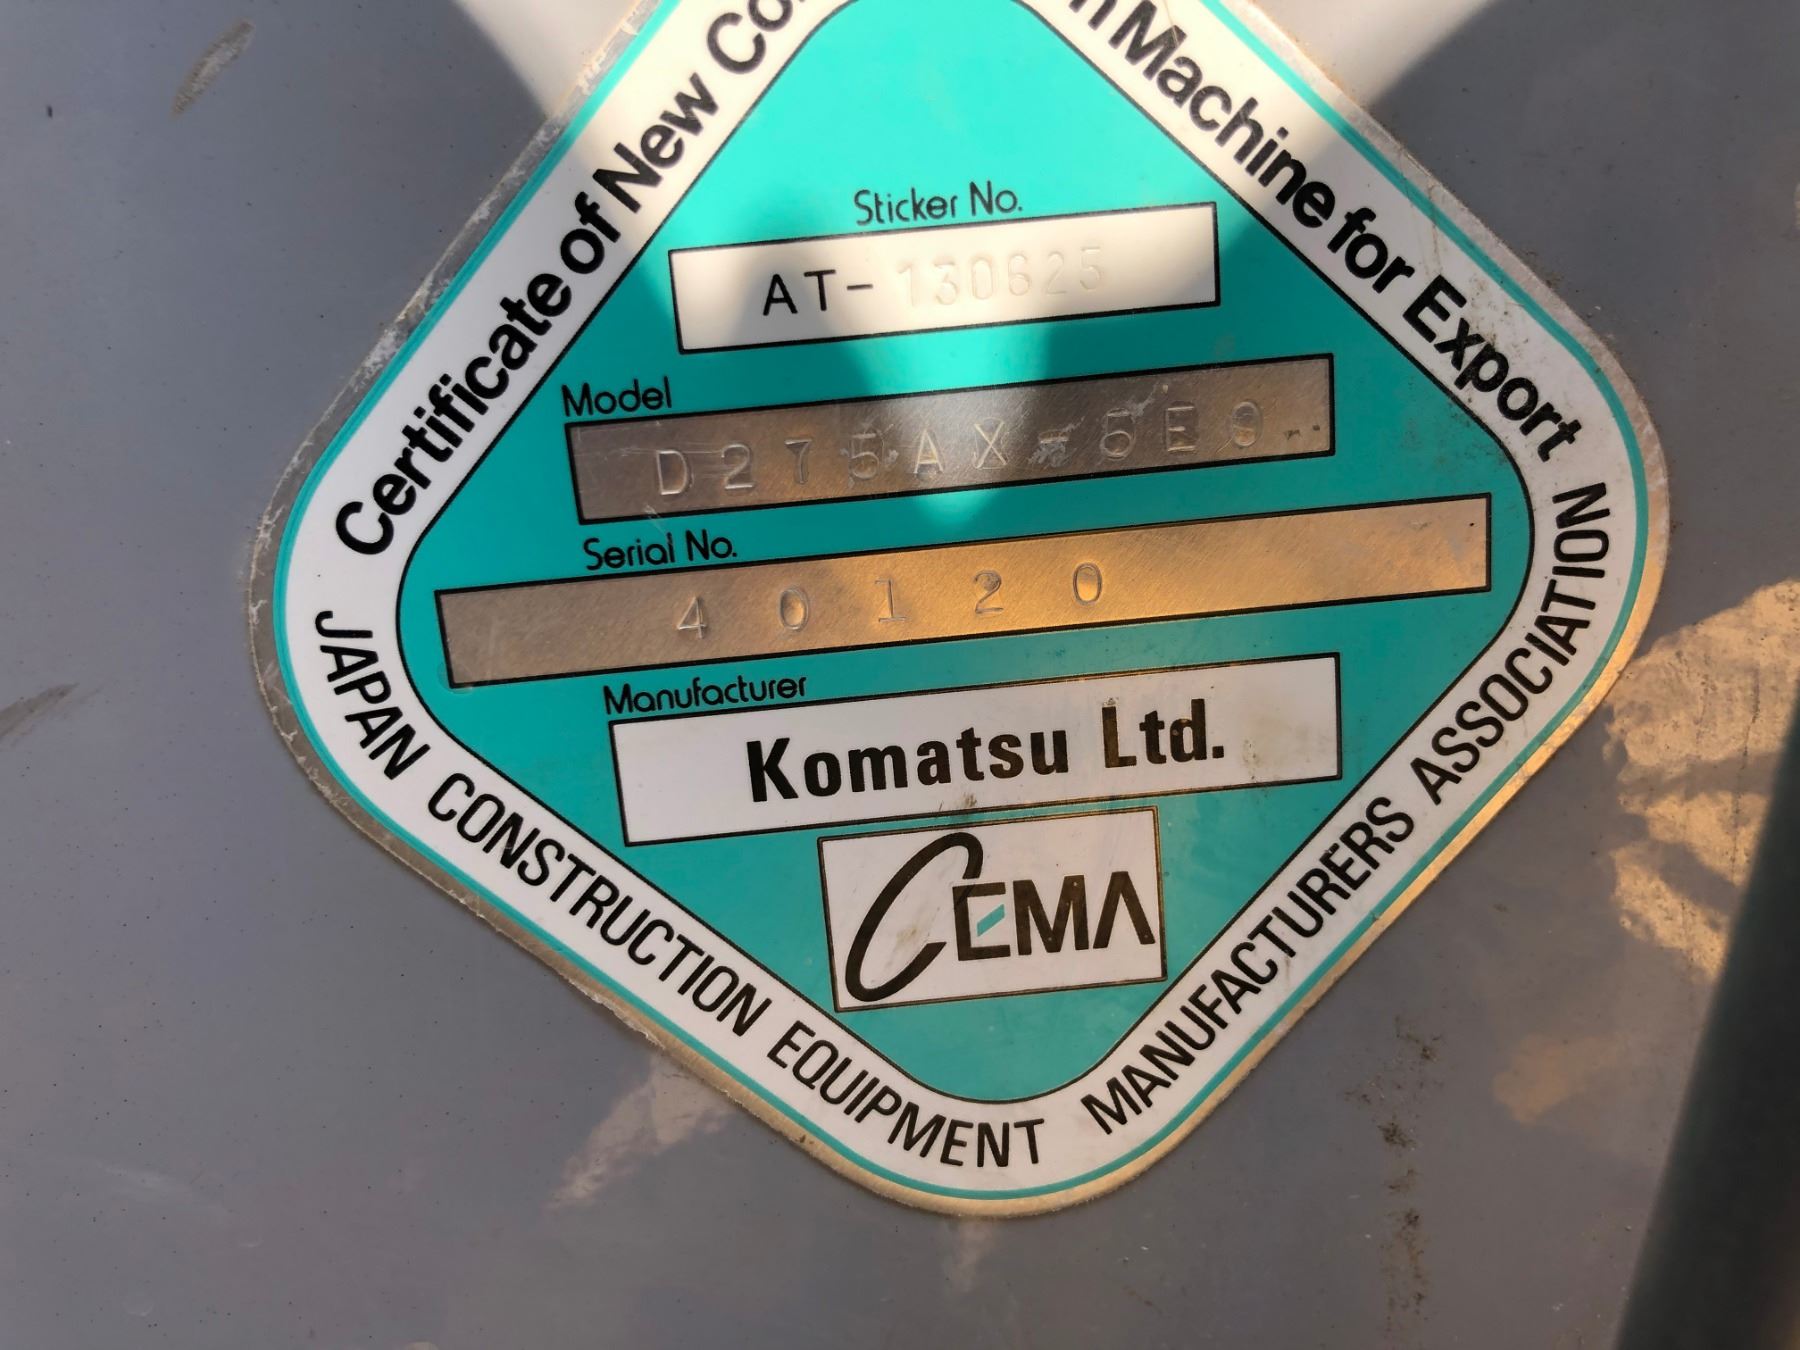 Certificate of New Co
n Machine for Export
Sticker No.
AT-130625
Model
D275AX-5E0
Serial No.
40120
Manufacturer
Komatsu Ltd.
CEMA
JAPAN CONSTRUCTION EQUIPMENT MANUFACTURERS ASSOCIATION